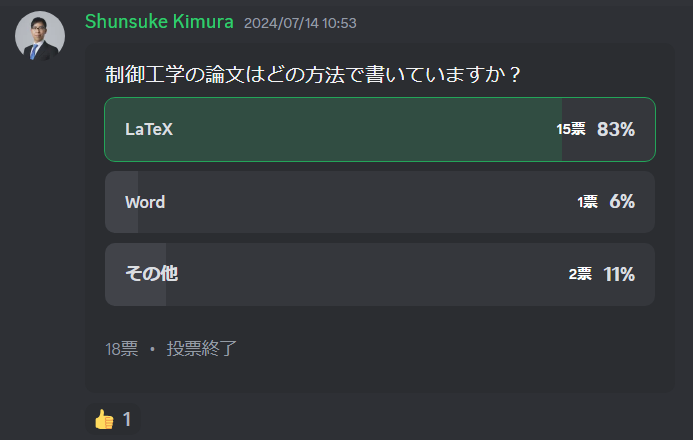 Shunsuke Kimura 2024/07/14 10:53
制御工学の論文はどの方法で書いていますか？
LaTeX 15票 83%
Word 1票 6%
その他 2票 11%
18票 • 投票終了
1